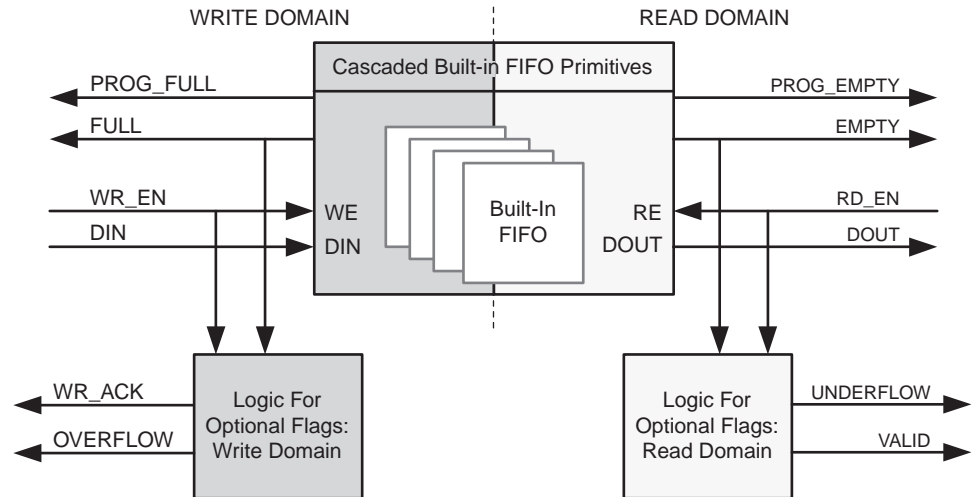 WRITE DOMAIN
READ DOMAIN
Cascaded Built-in FIFO Primitives
PROG_FULL
PROG_EMPTY
FULL
EMPTY
WR_EN
WE
Built-In
FIFO
RE
RD_EN
DIN
DIN
DOUT
DOUT
WR_ACK
Logic For
Optional Flags:
Write Domain
OVERFLOW
Logic For
Optional Flags:
Read Domain
UNDERFLOW
VALID